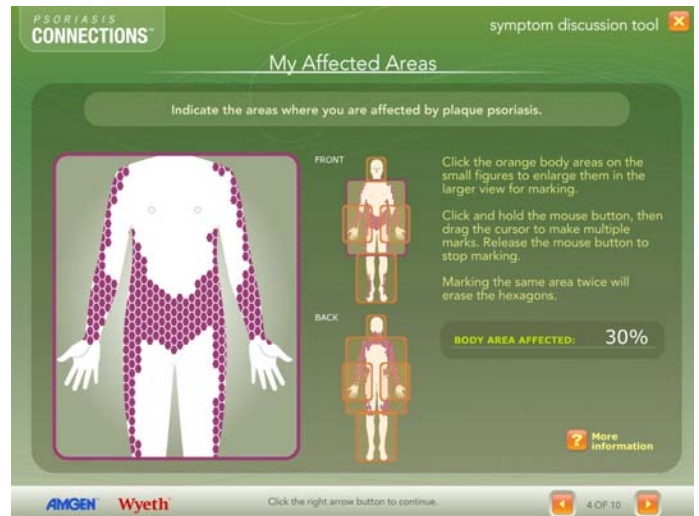 PSORIASIS
CONNECTIONS™
symptom discussion tool
My Affected Areas
Indicate the areas where you are affected by plaque psoriasis.
FRONT
BACK
Click the orange body areas on the
small figures to enlarge them in the
larger view for marking.
Click and hold the mouse button, then
drag the cursor to make multiple
marks. Release the mouse button to
stop marking.
Marking the same area twice will
erase the hexagons.
BODY AREA AFFECTED: 30%
? More
information
AMGEN Wyeth
Click the right arrow button to continue.
4 OF 10